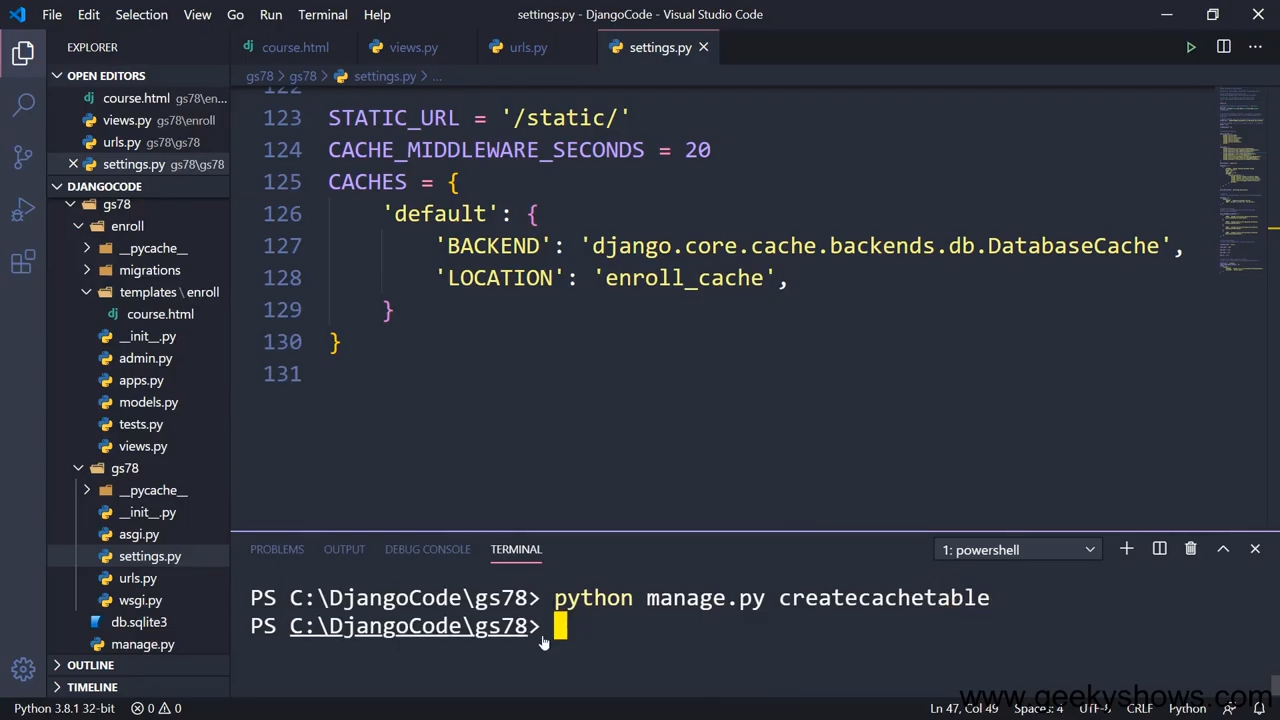 File Edit Selection View Go Run Terminal Help settings.py - DjangoCode - Visual Studio Code
EXPLORER
course.html views.py urls.py settings.py
OPEN EDITORS
course.html gs78\en...
views.py gs78\enroll
urls.py gs78\gs78
settings.py gs78\gs78
DJANGOCODE
gs78
enroll
__pycache__
migrations
templates \ enroll
course.html
__init__.py
admin.py
apps.py
models.py
tests.py
views.py
gs78
__pycache__
__init__.py
asgi.py
settings.py
urls.py
wsgi.py
db.sqlite3
manage.py
OUTLINE
TIMELINE
gs78 > gs78 > settings.py > ...
122
123 STATIC_URL = '/static/'
124 CACHE_MIDDLEWARE_SECONDS = 20
125 CACHES = {
126 'default': {
127 'BACKEND': 'django.core.cache.backends.db.DatabaseCache',
128 'LOCATION': 'enroll_cache',
129 }
130 }
131
PROBLEMS OUTPUT DEBUG CONSOLE TERMINAL 1: powershell
PS C:\DjangoCode\gs78> python manage.py createcachetable
PS C:\DjangoCode\gs78>
www.geekyshows.com
Python 3.8.1 32-bit 0 0 Ln 47, Col 49 Spaces: 4 UTF-8 CRLF Python